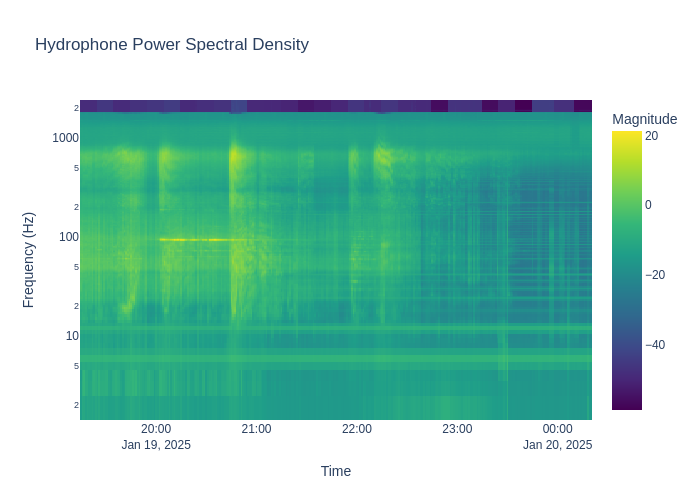 Hydrophone Power Spectral Density
Magnitude
20
0
−20
−40
2
1000
5
2
100
5
2
10
5
2
Frequency (Hz)
20:00 21:00 22:00 23:00 00:00
Jan 19, 2025 Jan 20, 2025
Time